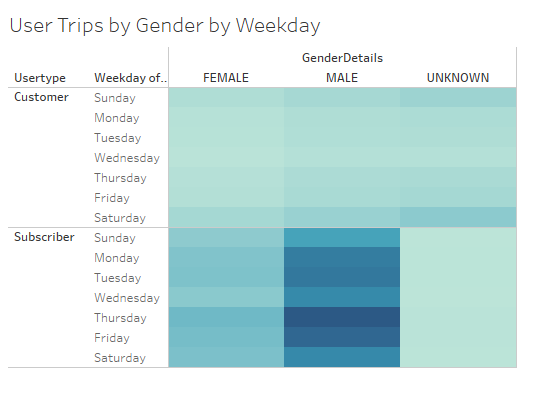 User Trips by Gender by Weekday
GenderDetails
Usertype Weekday of.. FEMALE MALE UNKNOWN
Customer Sunday
Monday
Tuesday
Wednesday
Thursday
Friday
Saturday
Subscriber Sunday
Monday
Tuesday
Wednesday
Thursday
Friday
Saturday